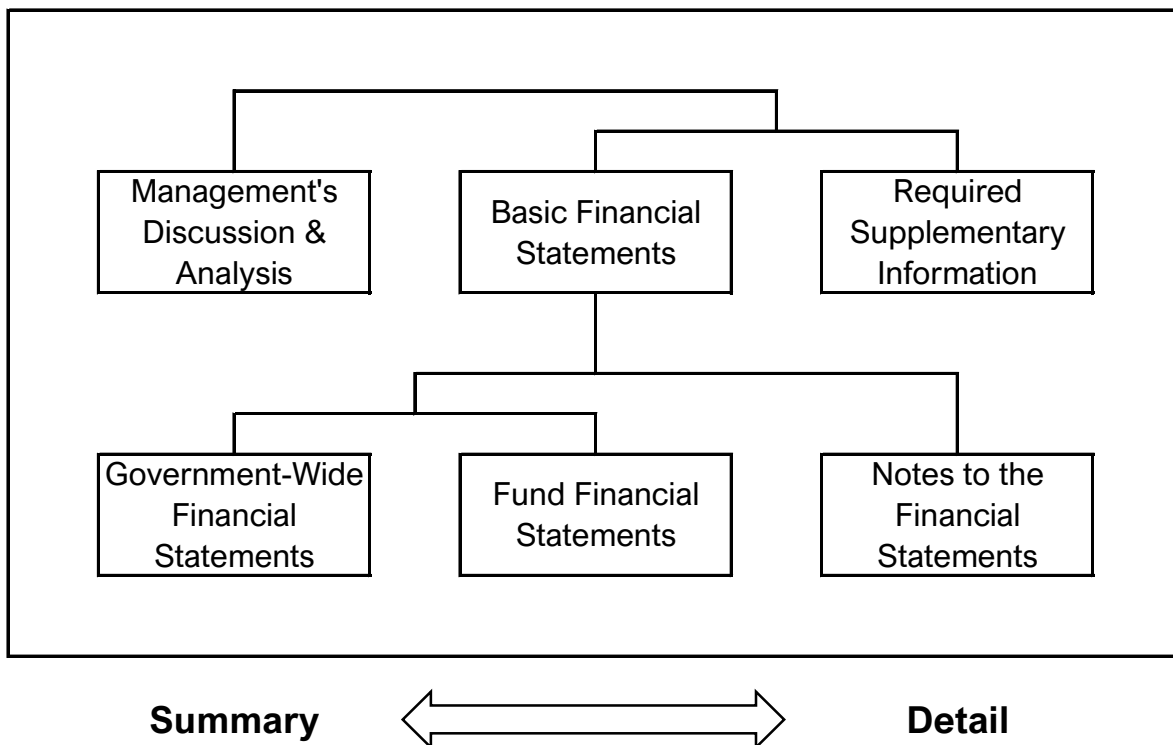 Management's
Discussion &
Analysis
Basic Financial
Statements
Required
Supplementary
Information
Government-Wide
Financial
Statements
Fund Financial
Statements
Notes to the
Financial
Statements
Summary
Detail